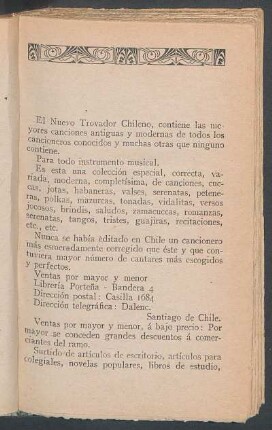 El Nuevo Trovador Chileno, contiene las me-
yores canciones antiguas y modernas de todos los
cancioneros conocidos y muchas otras que ninguno
contiene.
Para todo instrumento musical.
Es esta una colección especial, correcta, va-
riada, moderna, completísima, de canciones, cue-
cas, jotas, habaneras, valses, serenatas, petene-
ras, polkas, mazurcas, tonadas, vidalitas, versos
jocosos, brindis, saludos, zamacuecas, romanzas,
serenatas, tangos, tristes, guajiras, recitaciones,
etc., etc.
Nunca se había éditado en Chile un cancionero
más esmeradamente corregido que éste y que con-
tuviera mayor número de cantares más escogidos
y perfectos.
Ventas por mayor y menor
Librería Porteña - Bandera 4
Dirección postal: Casilla 1684
Dirección telegráfica: Dalenc.
Santiago de Chile.
Ventas por mayor y menor, á bajo precio: Por
mayor se conceden grandes descuentos á comer-
ciantes del ramo.
Surtido de artículos de escritorio, artículos para
colegiales, novelas populares, libros de estudio,